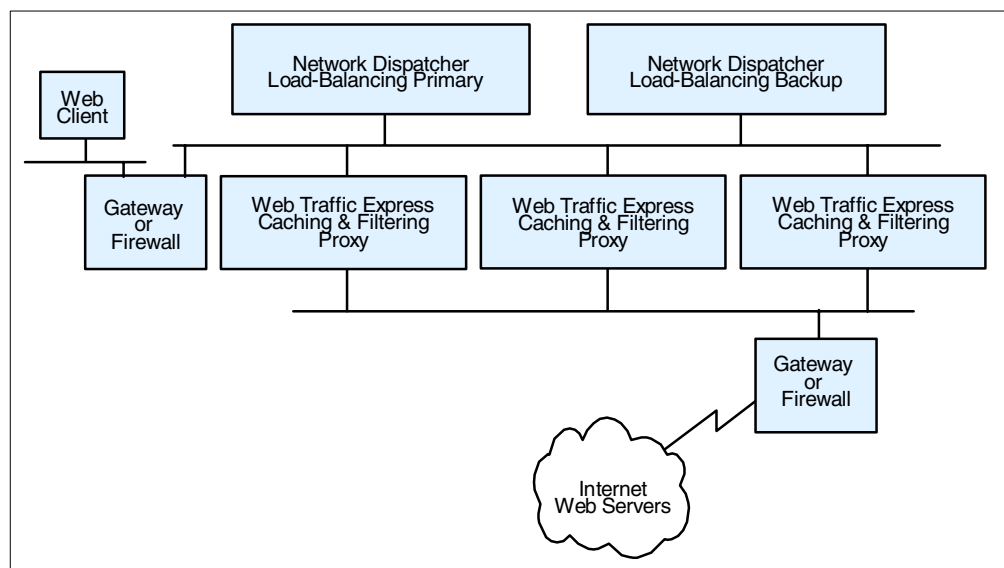 Network Dispatcher
Load-Balancing Primary
Network Dispatcher
Load-Balancing Backup
Web
Client
Gateway
or
Firewall
Web Traffic Express
Caching & Filtering
Proxy
Web Traffic Express
Caching & Filtering
Proxy
Web Traffic Express
Caching & Filtering
Proxy
Gateway
or
Firewall
Internet
Web Servers